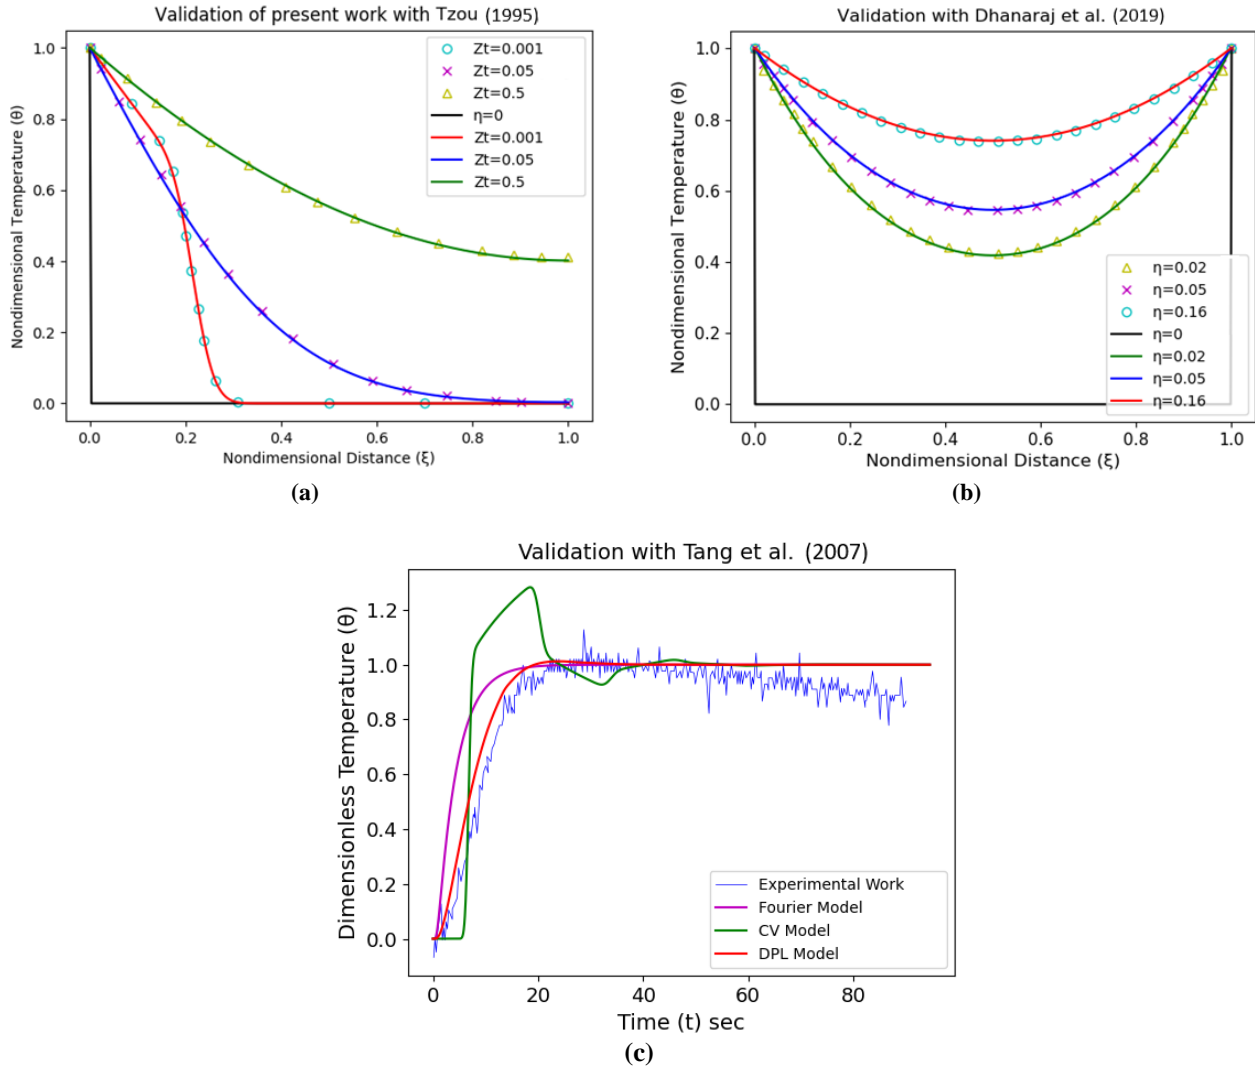 Validation of present work with Tzou (1995)
Nondimensional Temperature (θ)
1.0
0.8
0.6
0.4
0.2
0.0
Zt=0.001
Zt=0.05
Zt=0.5
η=0
Zt=0.001
Zt=0.05
Zt=0.5
0.0 0.2 0.4 0.6 0.8 1.0
Nondimensional Distance (ξ)
(a)
Validation with Dhanaraj et al. (2019)
Nondimensional Temperature (θ)
1.0
0.8
0.6
0.4
0.2
0.0
η=0.02
η=0.05
η=0.16
η=0
η=0.02
η=0.05
η=0.16
0.0 0.2 0.4 0.6 0.8 1.0
Nondimensional Distance (ξ)
(b)
Validation with Tang et al. (2007)
Dimensionless Temperature (θ)
1.2
1.0
0.8
0.6
0.4
0.2
0.0
Experimental Work
Fourier Model
CV Model
DPL Model
0 20 40 60 80
Time (t) sec
(c)